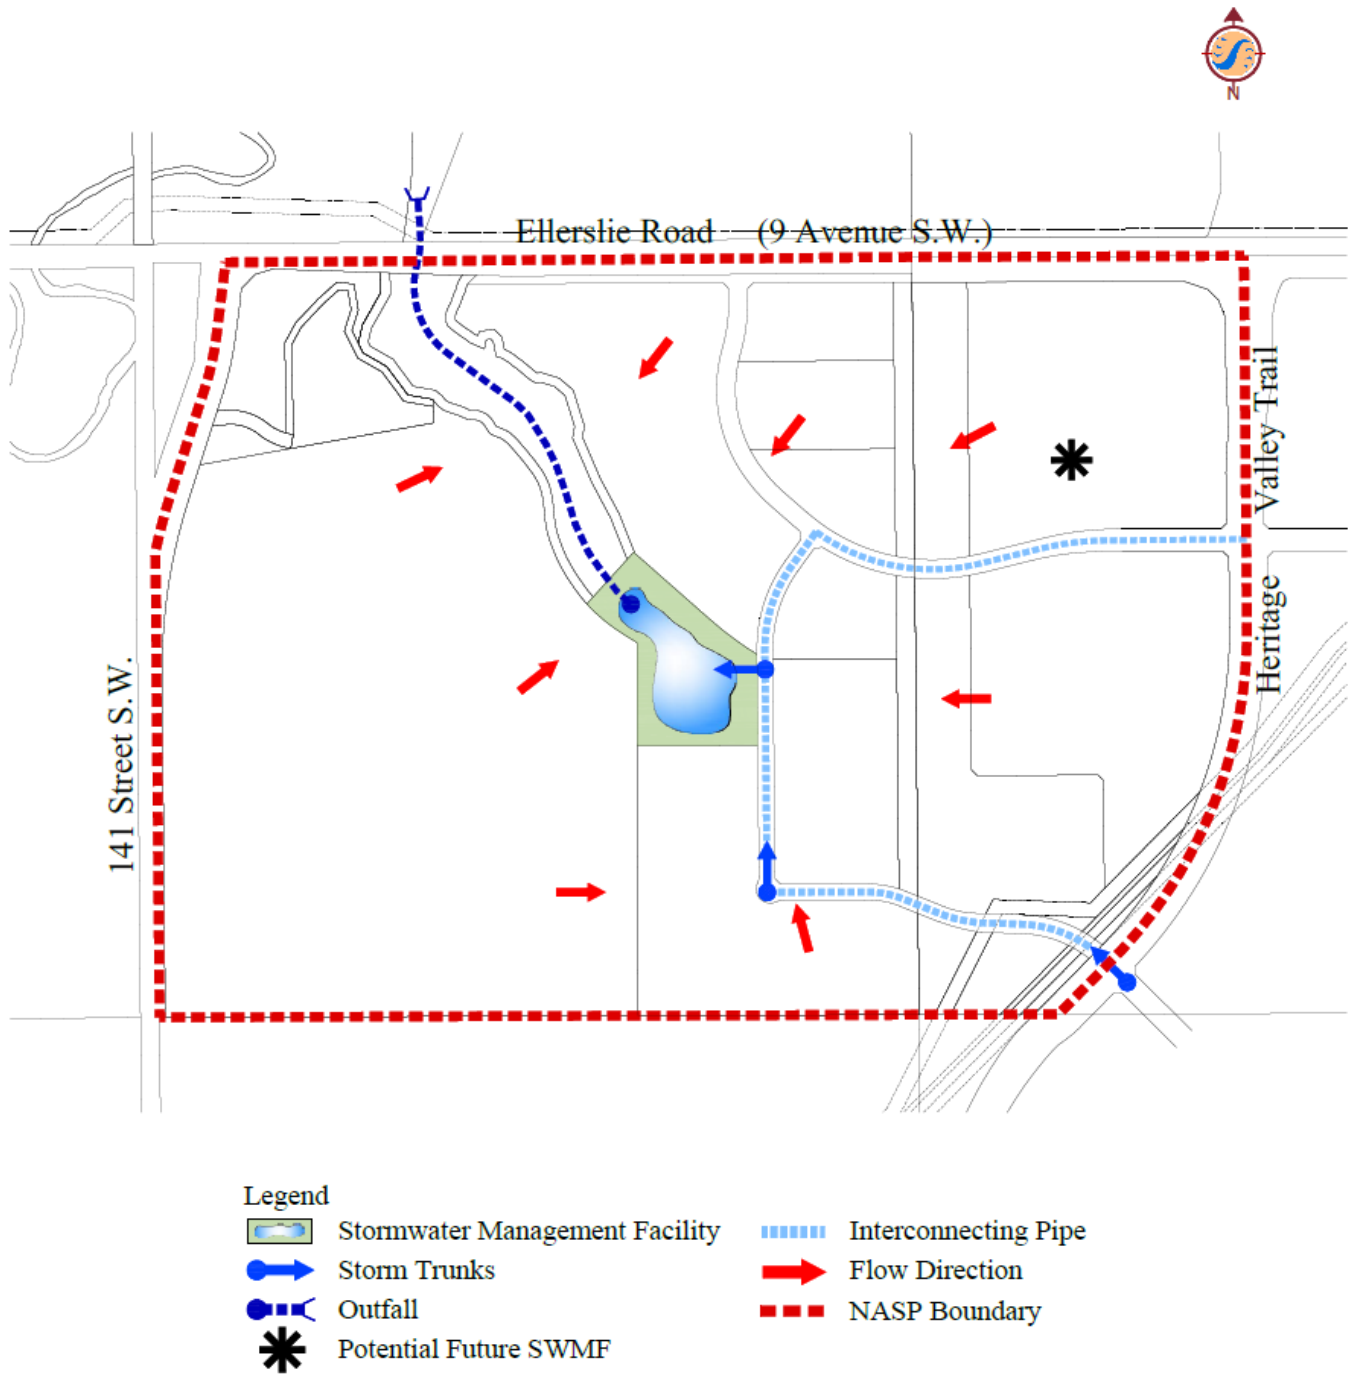 N
Ellerslie Road (9 Avenue S.W.)
Heritage Valley Trail
141 Street S.W.
Legend
Stormwater Management Facility
Storm Trunks
Outfall
Potential Future SWMF
Interconnecting Pipe
Flow Direction
NASP Boundary